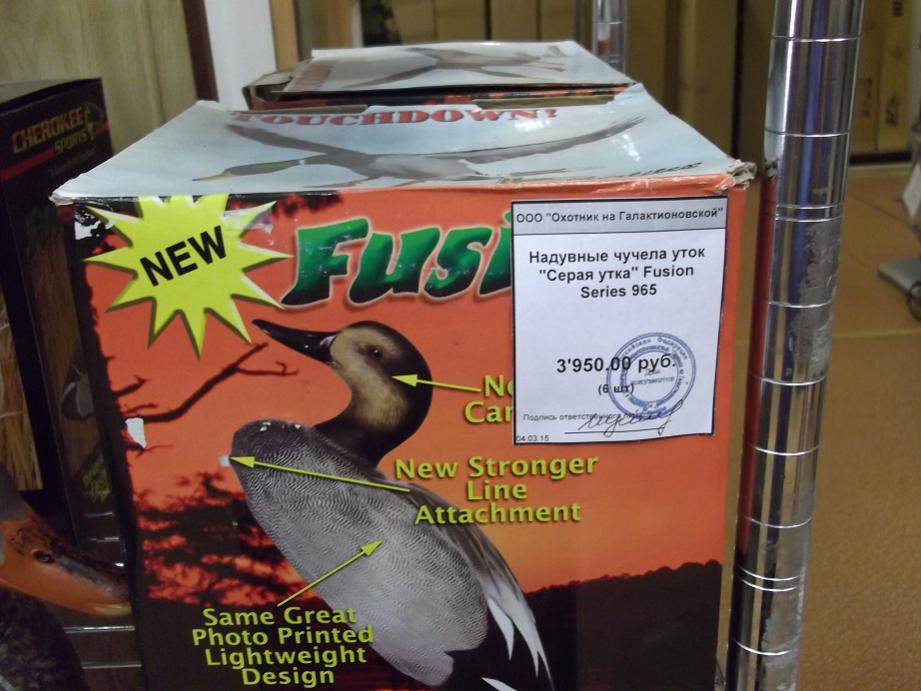 CHEROKEE
SPORTS
TOUCHDOWN!
NEW
Fusi
ООО "Охотник на Галактионовской"
Надувные чучела уток
"Серая утка" Fusion
Series 965
3'950.00 руб.
(6 шт)
Подпись ответственного
04.03.15
New Stronger
Line
Attachment
Same Great
Photo Printed
Lightweight
Design